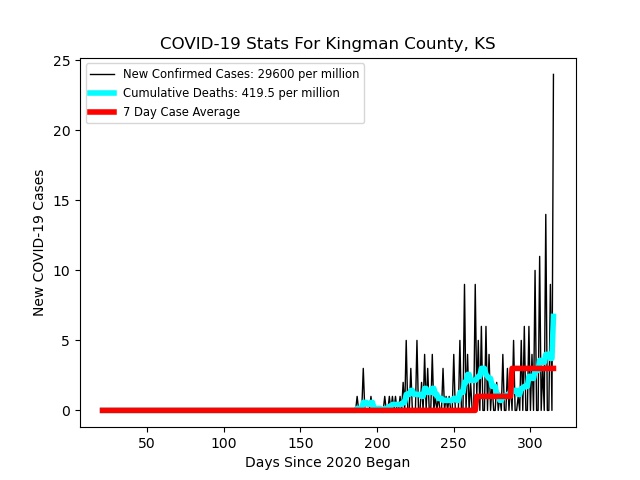 COVID-19 Stats For Kingman County, KS
New Confirmed Cases: 29600 per million
Cumulative Deaths: 419.5 per million
7 Day Case Average
New COVID-19 Cases
25
20
15
10
5
0
50 100 150 200 250 300
Days Since 2020 Began